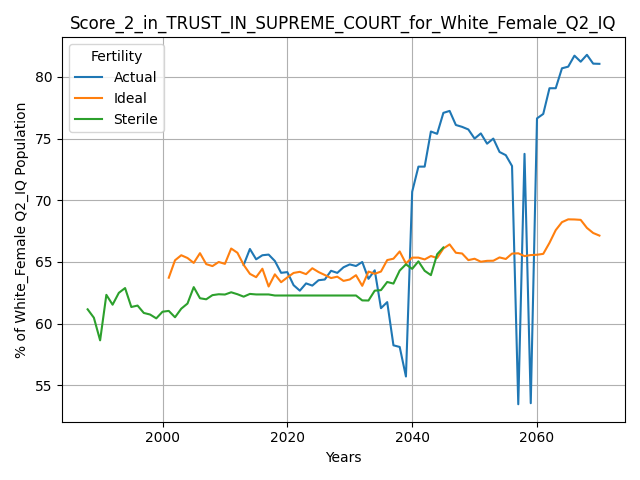 Score_2_in_TRUST_IN_SUPREME_COURT_for_White_Female_Q2_IQ
Fertility
Actual
Ideal
Sterile
% of White_Female Q2_IQ Population
80
75
70
65
60
55
2000
2020
2040
2060
Years